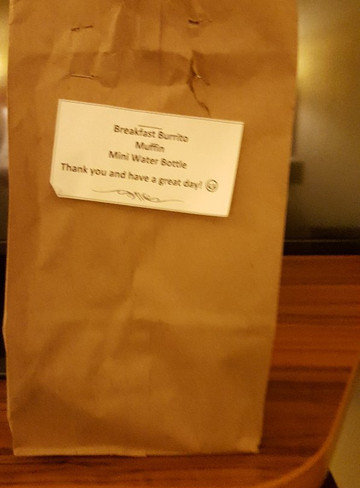 Breakfast Burrito
Muffin
Mini Water Bottle
Thank you and have a great day! ☺